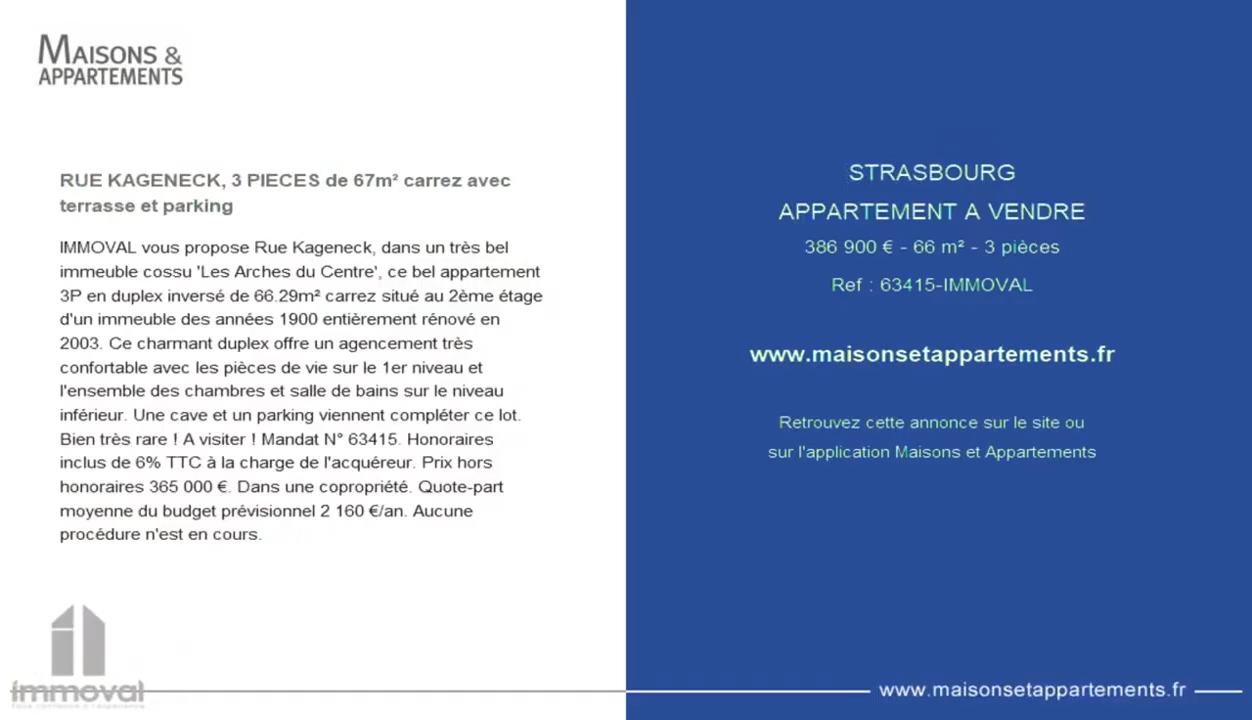 MAISONS &
APPARTEMENTS
RUE KAGENECK, 3 PIECES de 67m² carrez avec
terrasse et parking
IMMOVAL vous propose Rue Kageneck, dans un très bel
immeuble cossu 'Les Arches du Centre', ce bel appartement
3P en duplex inversé de 66.29m² carrez situé au 2ème étage
d'un immeuble des années 1900 entièrement rénové en
2003. Ce charmant duplex offre un agencement très
confortable avec les pièces de vie sur le 1er niveau et
l'ensemble des chambres et salle de bains sur le niveau
inférieur. Une cave et un parking viennent compléter ce lot.
Bien très rare ! A visiter ! Mandat N° 63415. Honoraires
inclus de 6% TTC à la charge de l'acquéreur. Prix hors
honoraires 365 000 €. Dans une copropriété. Quote-part
moyenne du budget prévisionnel 2 160 €/an. Aucune
procédure n'est en cours.
immoval
STRASBOURG
APPARTEMENT A VENDRE
386 900 € - 66 m² - 3 pièces
Ref : 63415-IMMOVAL
www.maisonsetappartements.fr
Retrouvez cette annonce sur le site ou
sur l'application Maisons et Appartements
www.maisonsetappartements.fr